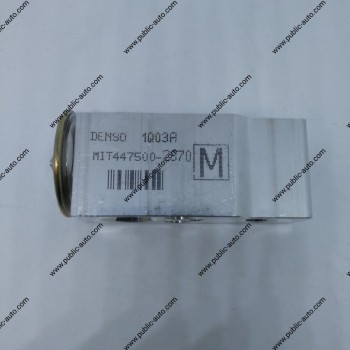 DENSO 1Q03A
MIT447500-2870
M
www.public-auto.com